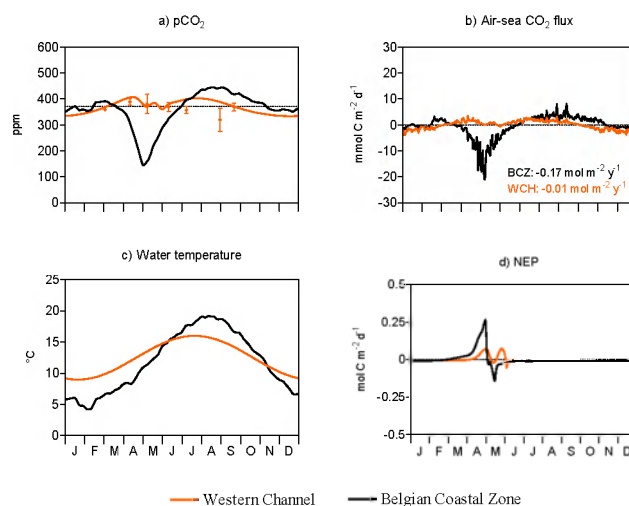 a) pCO₂
b) Air-sea CO₂ flux
600
500
400
300
200
100
0
ppm
30
20
10
0
-10
-20
-30
mmol C m⁻² d⁻¹
BCZ: -0.17 mol m⁻² y⁻¹
WCH: -0.01 mol m⁻² y⁻¹
c) Water temperature
d) NEP
25
20
15
10
5
0
°C
J F M A M J J A S O N D
0.5
0.25
0
-0.25
-0.5
mol C m⁻² d⁻¹
J F M A M J J A S O N D
Western Channel
Belgian Coastal Zone